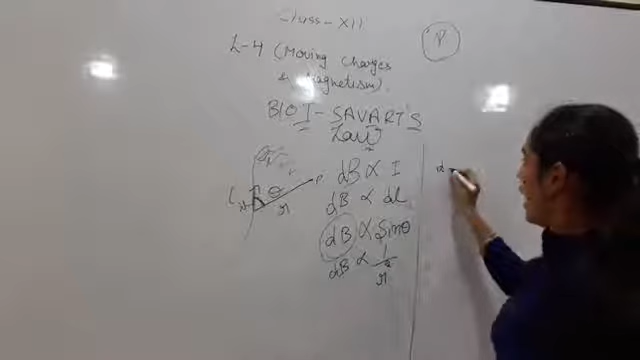 Class-XII
P
L-4 (Moving Charges
& Magnetism)
BIOT-SAVART'S
Law
dB ∝ I
dB ∝ dl
dB ∝ Sinθ
dB ∝ 1/r²
θ
P
r
d